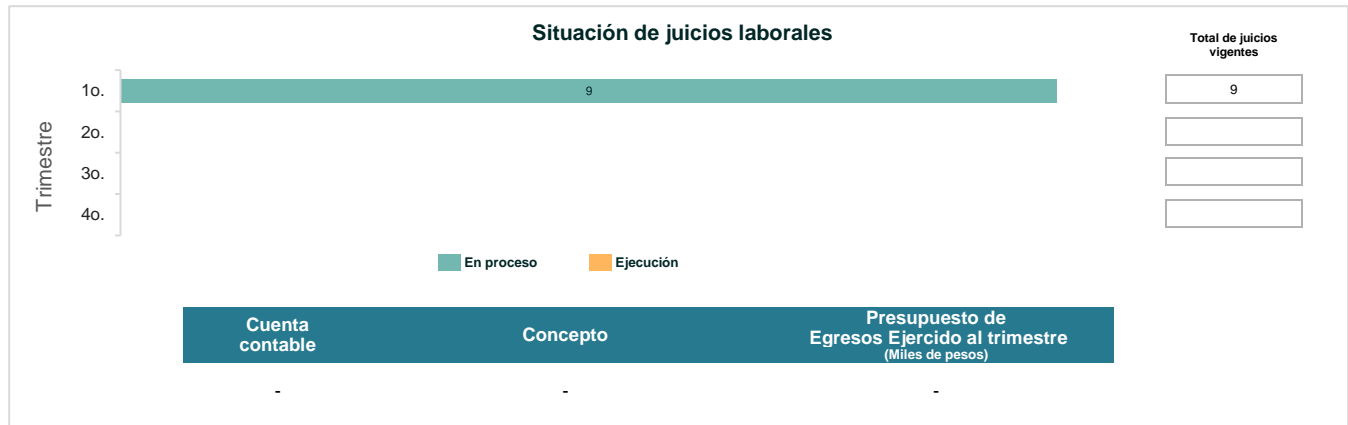 Situación de juicios laborales
Total de juicios
vigentes
Trimestre
1o.
9
9
2o.
3o.
4o.
En proceso
Ejecución
Cuenta
contable
Concepto
Presupuesto de
Egresos Ejercido al trimestre
(Miles de pesos)
-
-
-